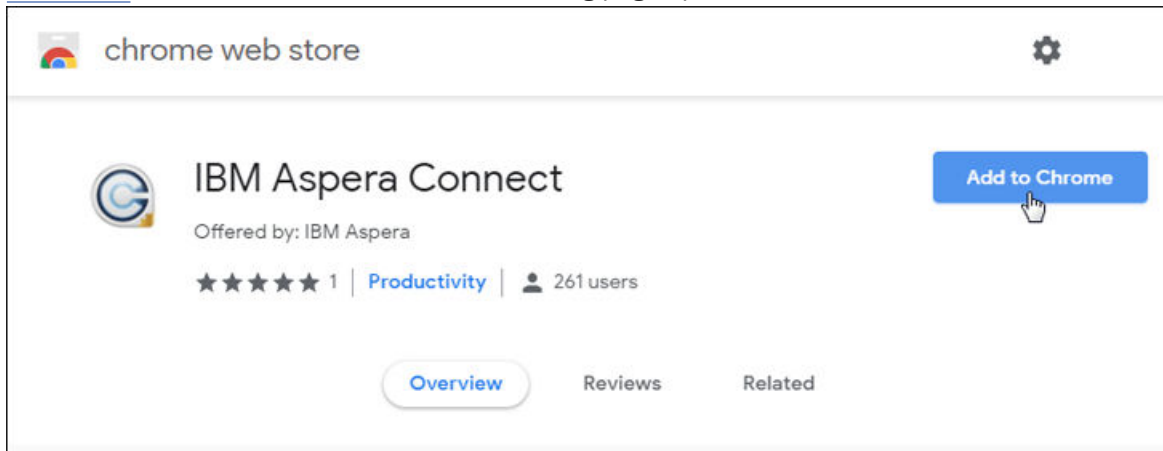 chrome web store
IBM Aspera Connect
Add to Chrome
Offered by: IBM Aspera
1 | Productivity | 261 users
Overview Reviews Related